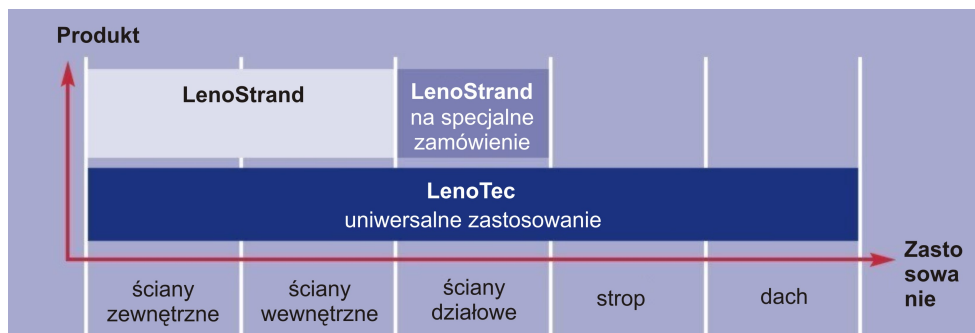 Produkt
LenoStrand
LenoStrand
na specjalne
zamówienie
LenoTec
uniwersalne zastosowanie
Zasto
sowa
nie
ściany
zewnętrzne
ściany
wewnętrzne
ściany
działowe
strop
dach